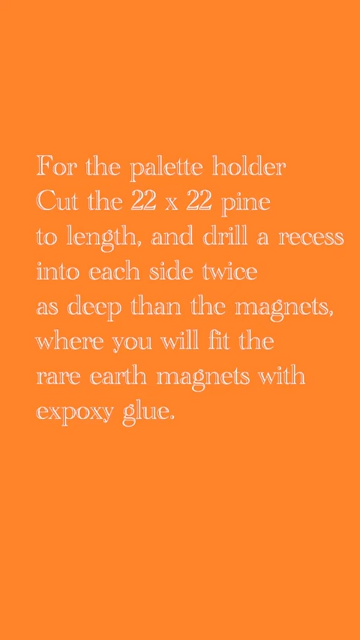 For the palette holder
Cut the 22 x 22 pine
to length, and drill a recess
into each side twice
as deep than the magnets,
where you will fit the
rare earth magnets with
expoxy glue.